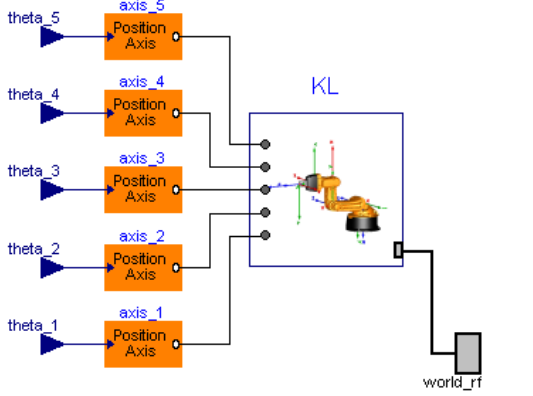 axis_5
theta_5
Position
Axis
axis_4
theta_4
Position
Axis
KL
axis_3
theta_3
Position
Axis
axis_2
theta_2
Position
Axis
axis_1
theta_1
Position
Axis
world_rf